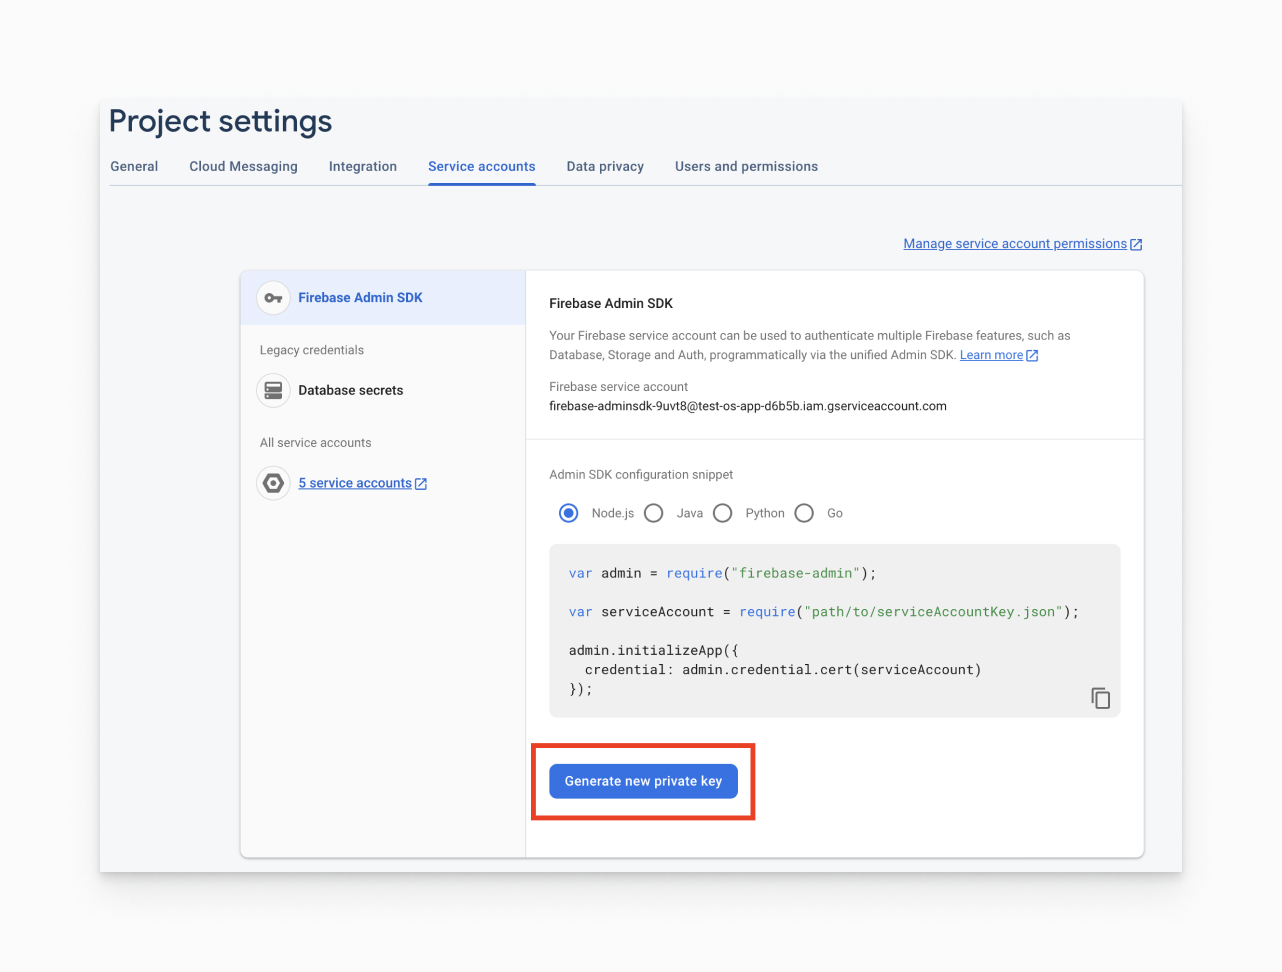 Project settings
General Cloud Messaging Integration Service accounts Data privacy Users and permissions
Manage service account permissions
Firebase Admin SDK
Legacy credentials
Database secrets
All service accounts
5 service accounts
Firebase Admin SDK
Your Firebase service account can be used to authenticate multiple Firebase features, such as
Database, Storage and Auth, programmatically via the unified Admin SDK. Learn more
Firebase service account
firebase-adminsdk-9uvt8@test-os-app-d6b5b.iam.gserviceaccount.com
Admin SDK configuration snippet
Node.js Java Python Go
var admin = require("firebase-admin");
var serviceAccount = require("path/to/serviceAccountKey.json");
admin.initializeApp({
  credential: admin.credential.cert(serviceAccount)
});
Generate new private key